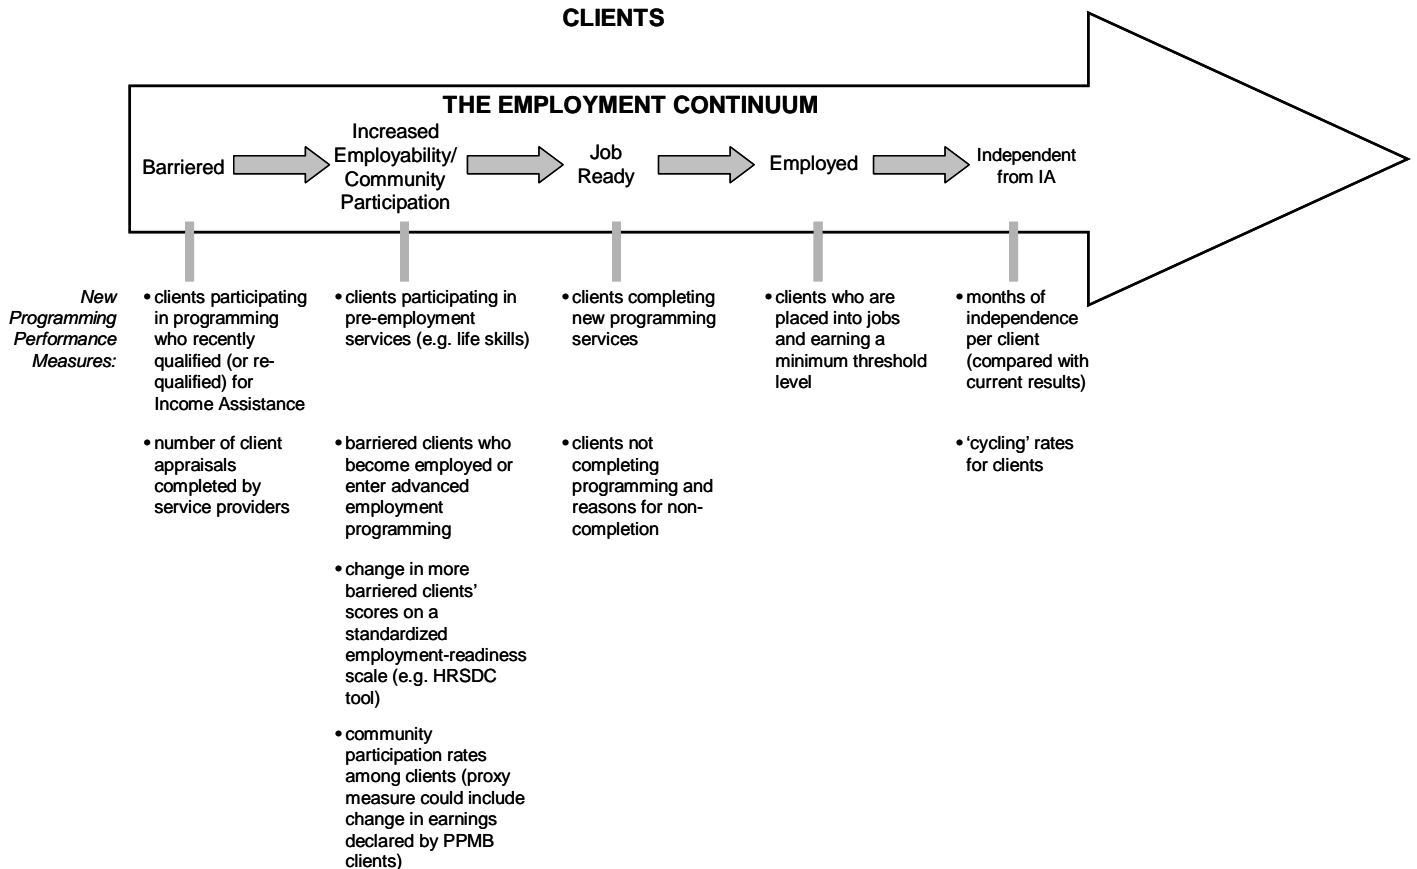 CLIENTS
THE EMPLOYMENT CONTINUUM
Barriered
Increased
Employability/
Community
Participation
Job
Ready
Employed
Independent
from IA
New
Programming
Performance
Measures:
• clients participating
in programming
who recently
qualified (or re-
qualified) for
Income Assistance
• number of client
appraisals
completed by
service providers
• clients participating in
pre-employment
services (e.g. life skills)
• barriered clients who
become employed or
enter advanced
employment
programming
• change in more
barriered clients’
scores on a
standardized
employment-readiness
scale (e.g. HRSDC
tool)
• community
participation rates
among clients (proxy
measure could include
change in earnings
declared by PPMB
clients)
• clients completing
new programming
services
• clients not
completing
programming and
reasons for non-
completion
• clients who are
placed into jobs
and earning a
minimum threshold
level
• months of
independence
per client
(compared with
current results)
• ‘cycling’ rates
for clients